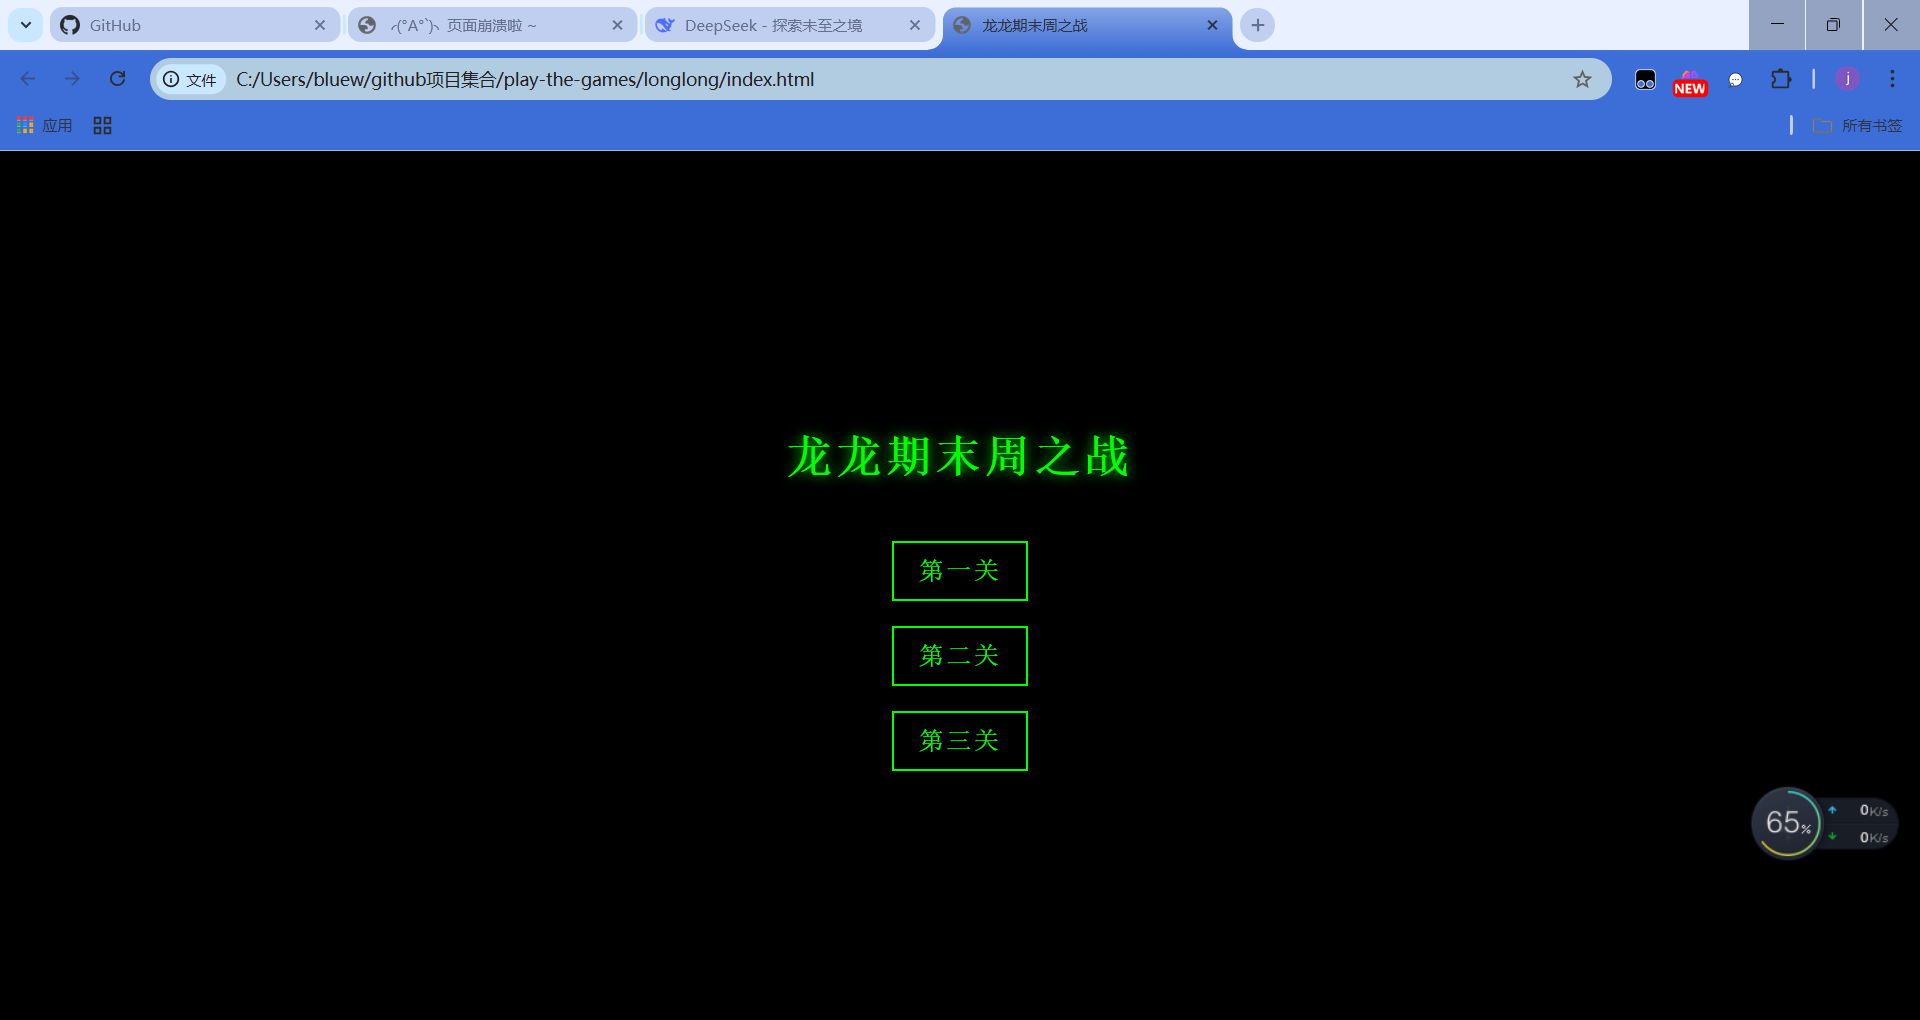 GitHub
╭(°A°`)╮ 页面崩溃啦 ~
DeepSeek - 探索未至之境
龙龙期末周之战
文件 C:/Users/bluew/github项目集合/play-the-games/longlong/index.html
NEW
j
应用
所有书签
龙龙期末周之战
第一关
第二关
第三关
65%
0K/s
0K/s